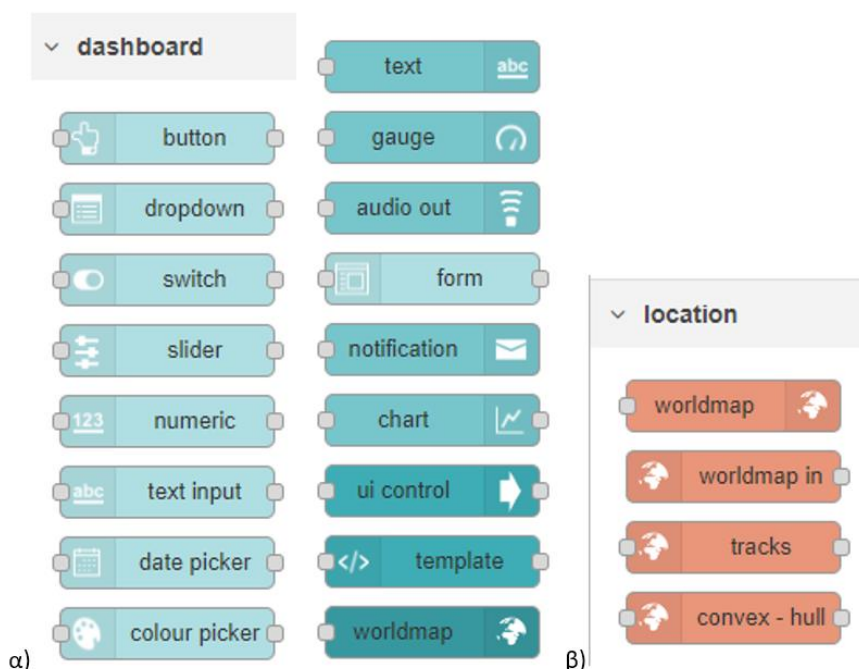 dashboard
button
dropdown
switch
slider
123 numeric
abc text input
date picker
colour picker
α)
text abc
gauge
audio out
form
notification
chart
ui control
</> template
worldmap
β)
location
worldmap
worldmap in
tracks
convex - hull